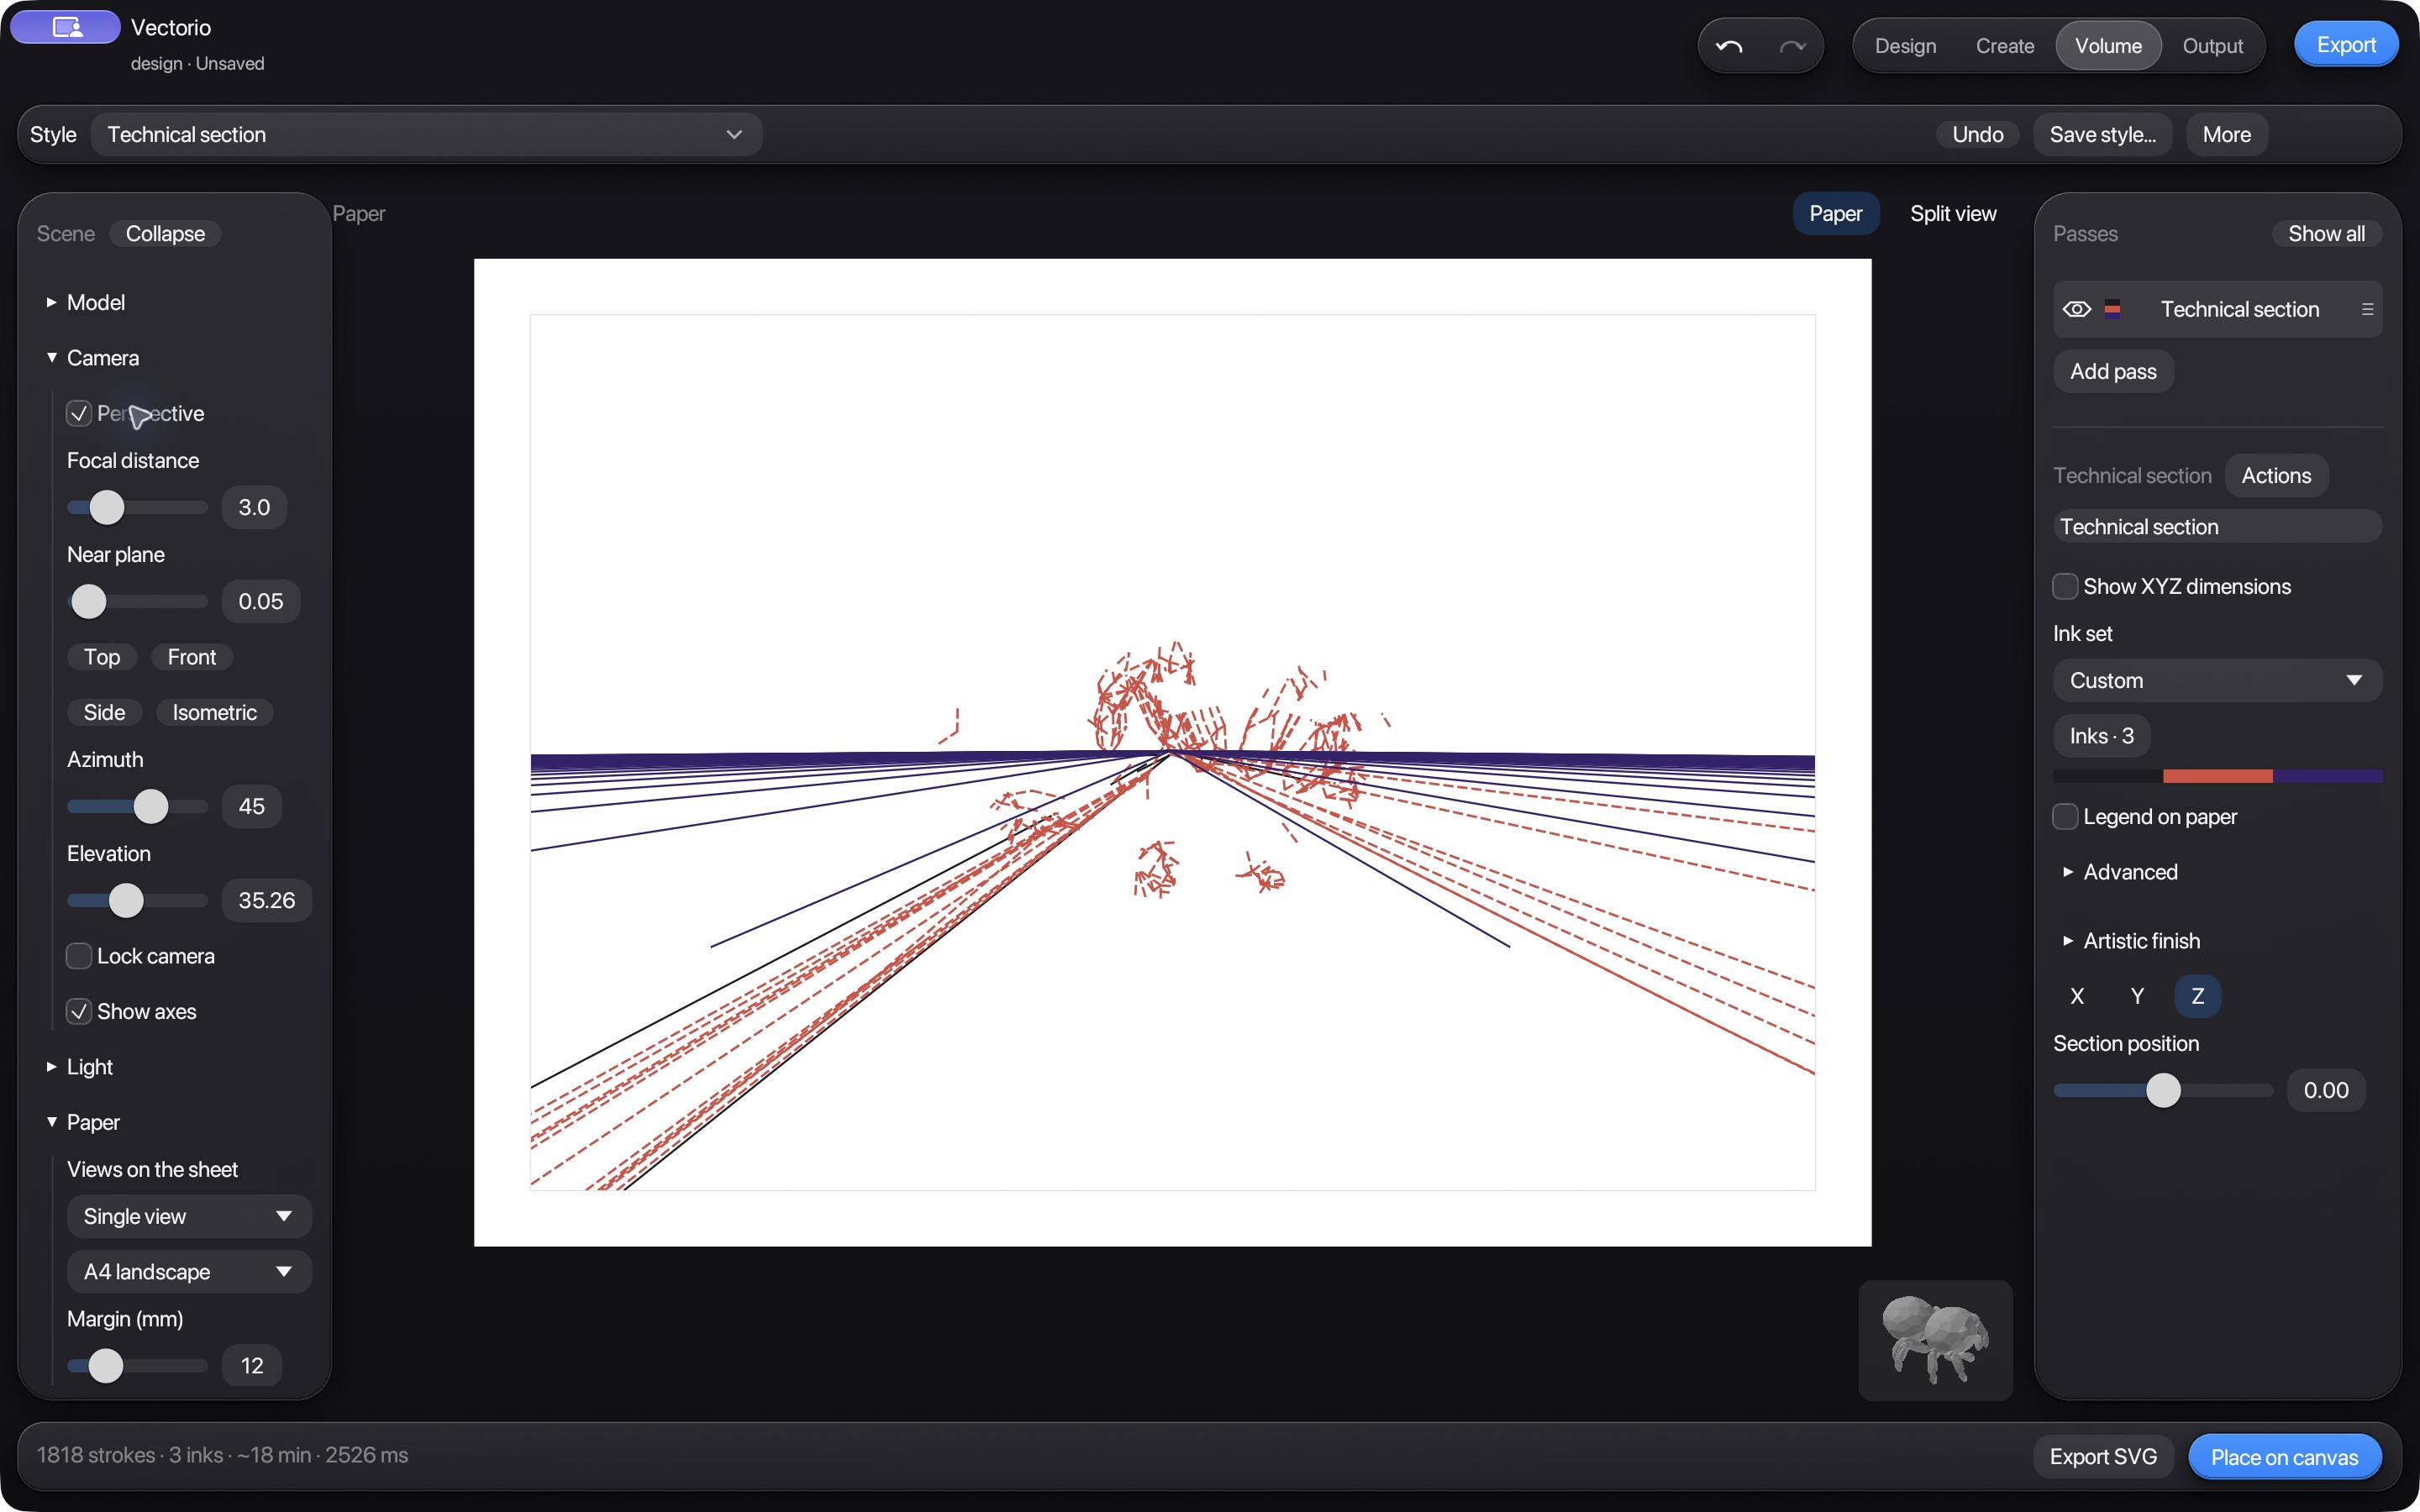 Vectorio
design · Unsaved
Design
Create
Volume
Output
Export
Style
Technical section
Undo
Save style...
More
Scene
Collapse
Model
Camera
Perspective
Focal distance
3.0
Near plane
0.05
Top
Front
Side
Isometric
Azimuth
45
Elevation
35.26
Lock camera
Show axes
Light
Paper
Views on the sheet
Single view
A4 landscape
Margin (mm)
12
Paper
Paper
Split view
Passes
Show all
Technical section
Add pass
Technical section
Actions
Technical section
Show XYZ dimensions
Ink set
Custom
Inks · 3
Legend on paper
Advanced
Artistic finish
X
Y
Z
Section position
0.00
1818 strokes · 3 inks · ~18 min · 2526 ms
Export SVG
Place on canvas